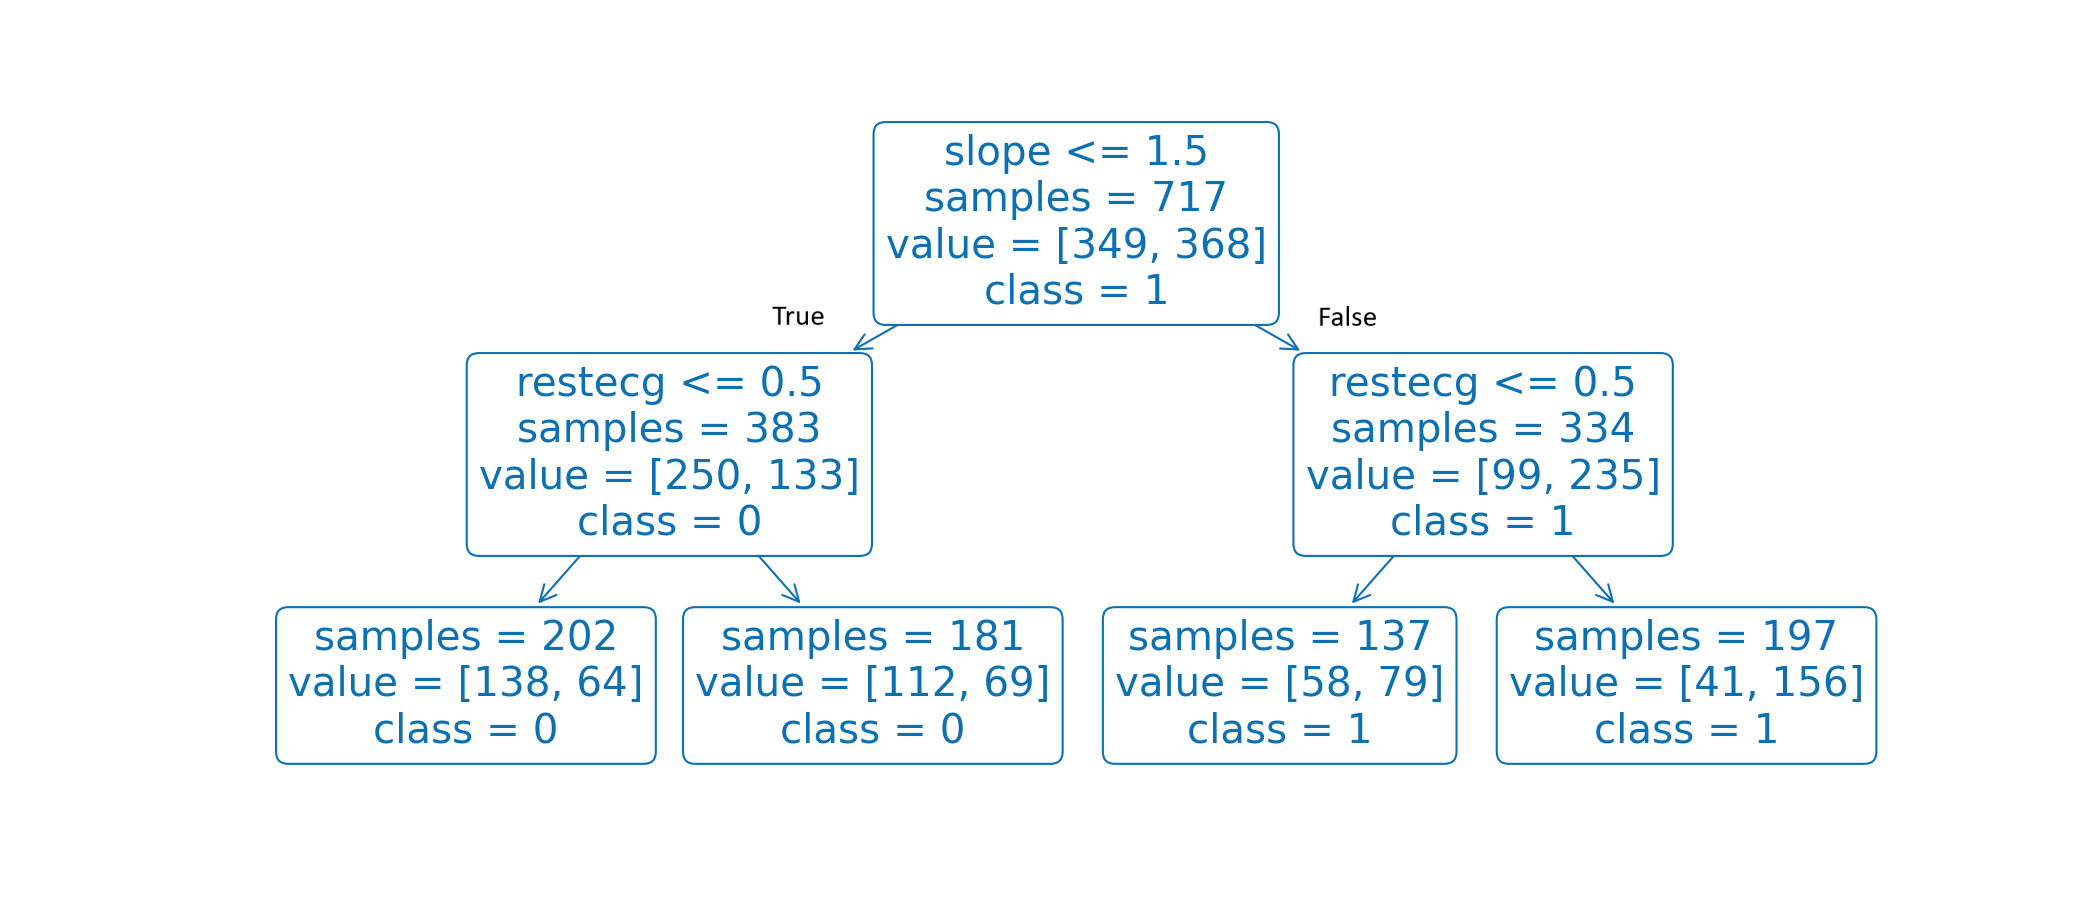 slope <= 1.5
samples = 717
value = [349, 368]
class = 1
True
False
restecg <= 0.5
samples = 383
value = [250, 133]
class = 0
restecg <= 0.5
samples = 334
value = [99, 235]
class = 1
samples = 202
value = [138, 64]
class = 0
samples = 181
value = [112, 69]
class = 0
samples = 137
value = [58, 79]
class = 1
samples = 197
value = [41, 156]
class = 1